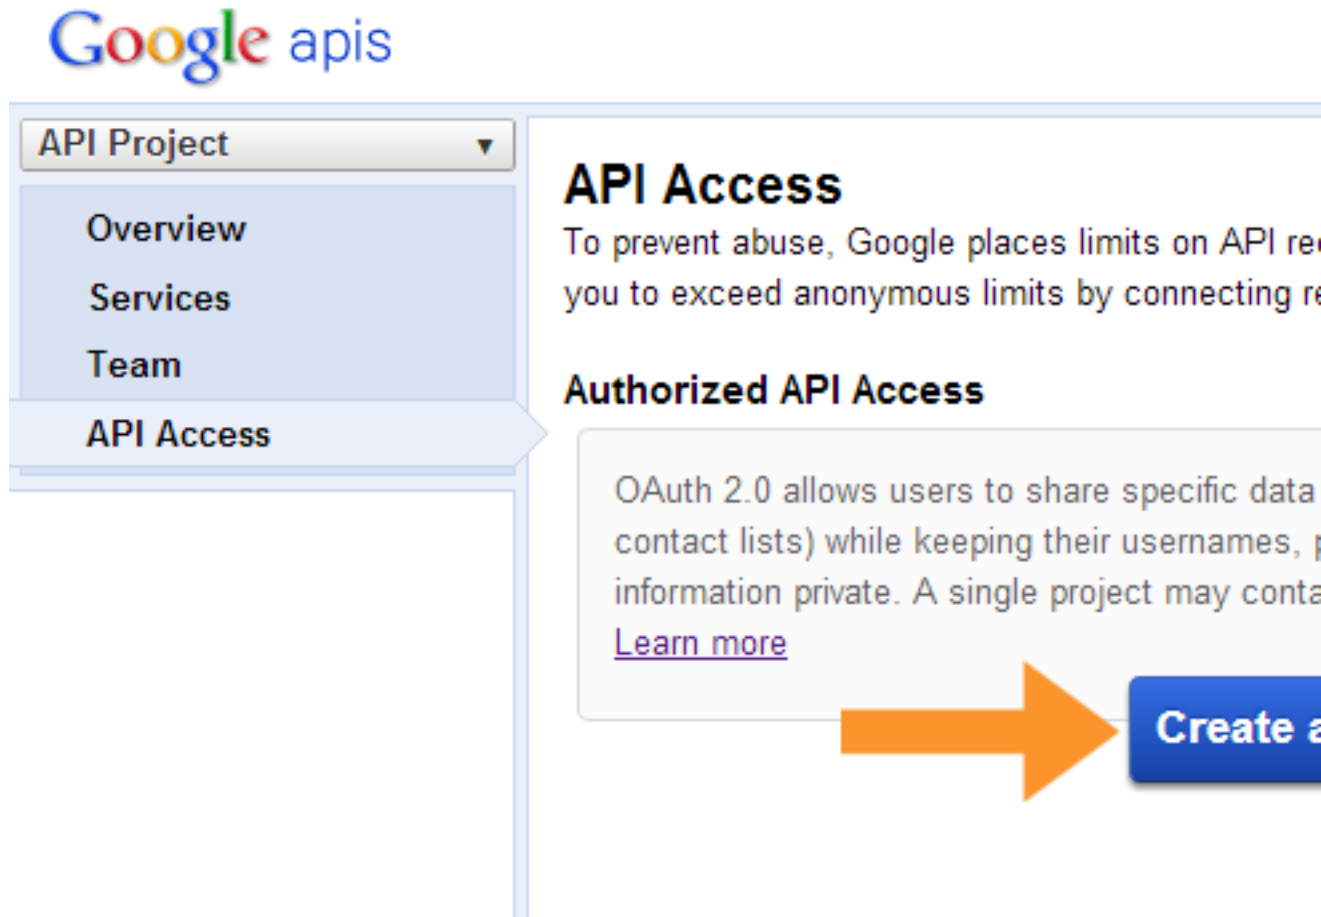 Google apis
API Project
Overview
Services
Team
API Access
API Access
To prevent abuse, Google places limits on API
you to exceed anonymous limits by connecting
Authorized API Access
OAuth 2.0 allows users to share specific data
contact lists) while keeping their usernames,
information private. A single project may
Learn more
Create